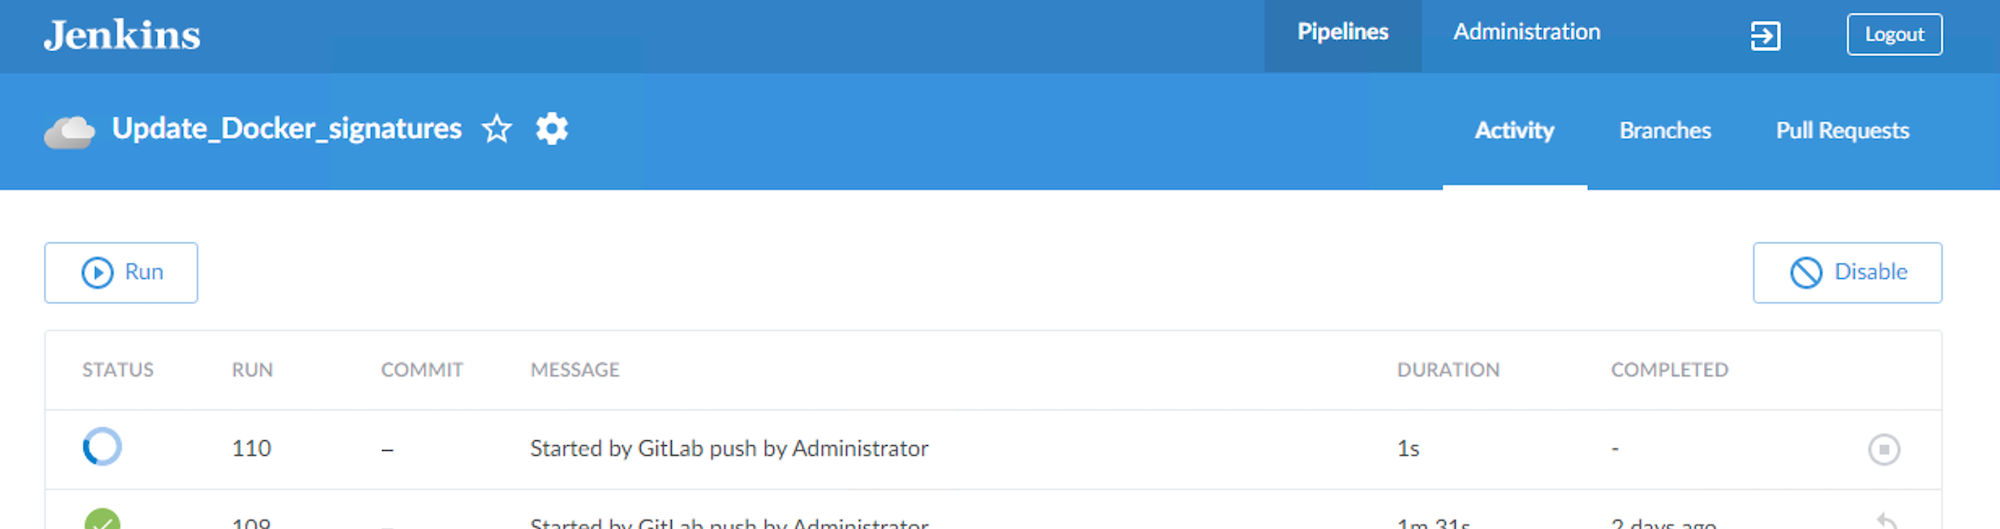 Jenkins Pipelines Administration Logout
Update_Docker_signatures Activity Branches Pull Requests
Run Disable
STATUS RUN COMMIT MESSAGE DURATION COMPLETED
110 – Started by GitLab push by Administrator 1s -
109 – Started by GitLab push by Administrator 1m 31s 2 days ago